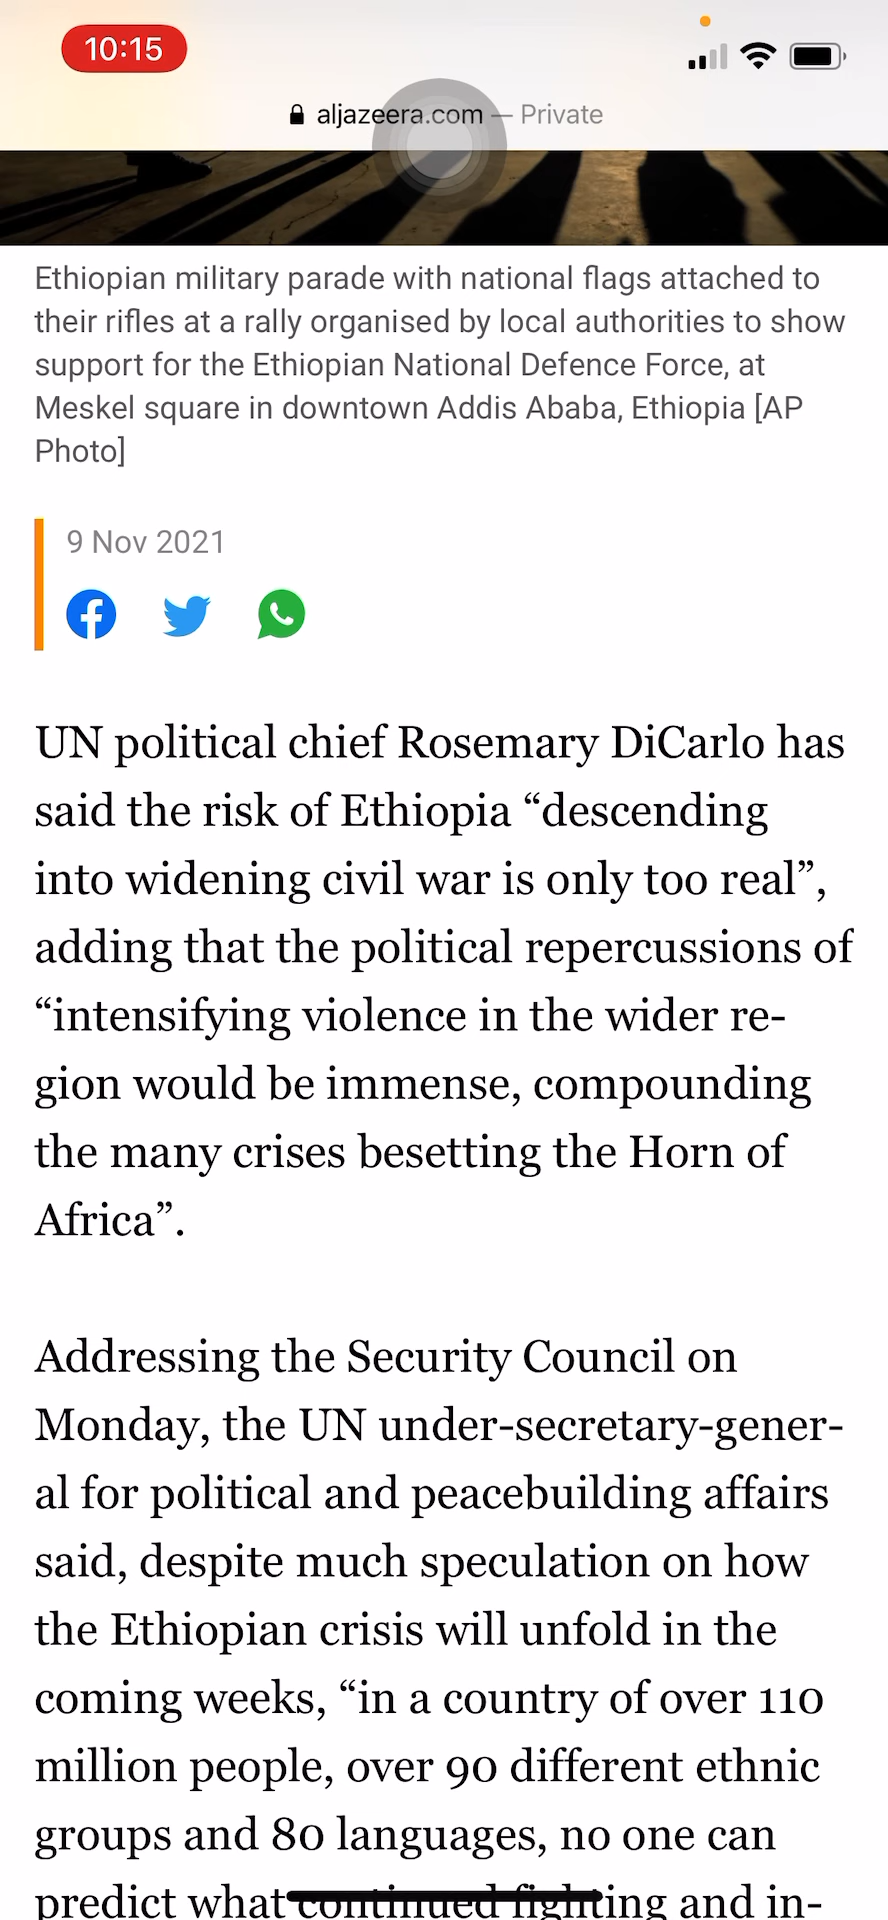 10:15
aljazeera.com — Private
Ethiopian military parade with national flags attached to
their rifles at a rally organised by local authorities to show
support for the Ethiopian National Defence Force, at
Meskel square in downtown Addis Ababa, Ethiopia [AP
Photo]
9 Nov 2021
UN political chief Rosemary DiCarlo has
said the risk of Ethiopia “descending
into widening civil war is only too real”,
adding that the political repercussions of
“intensifying violence in the wider re-
gion would be immense, compounding
the many crises besetting the Horn of
Africa”.
Addressing the Security Council on
Monday, the UN under-secretary-gener-
al for political and peacebuilding affairs
said, despite much speculation on how
the Ethiopian crisis will unfold in the
coming weeks, “in a country of over 110
million people, over 90 different ethnic
groups and 80 languages, no one can
predict what continued fighting and in-